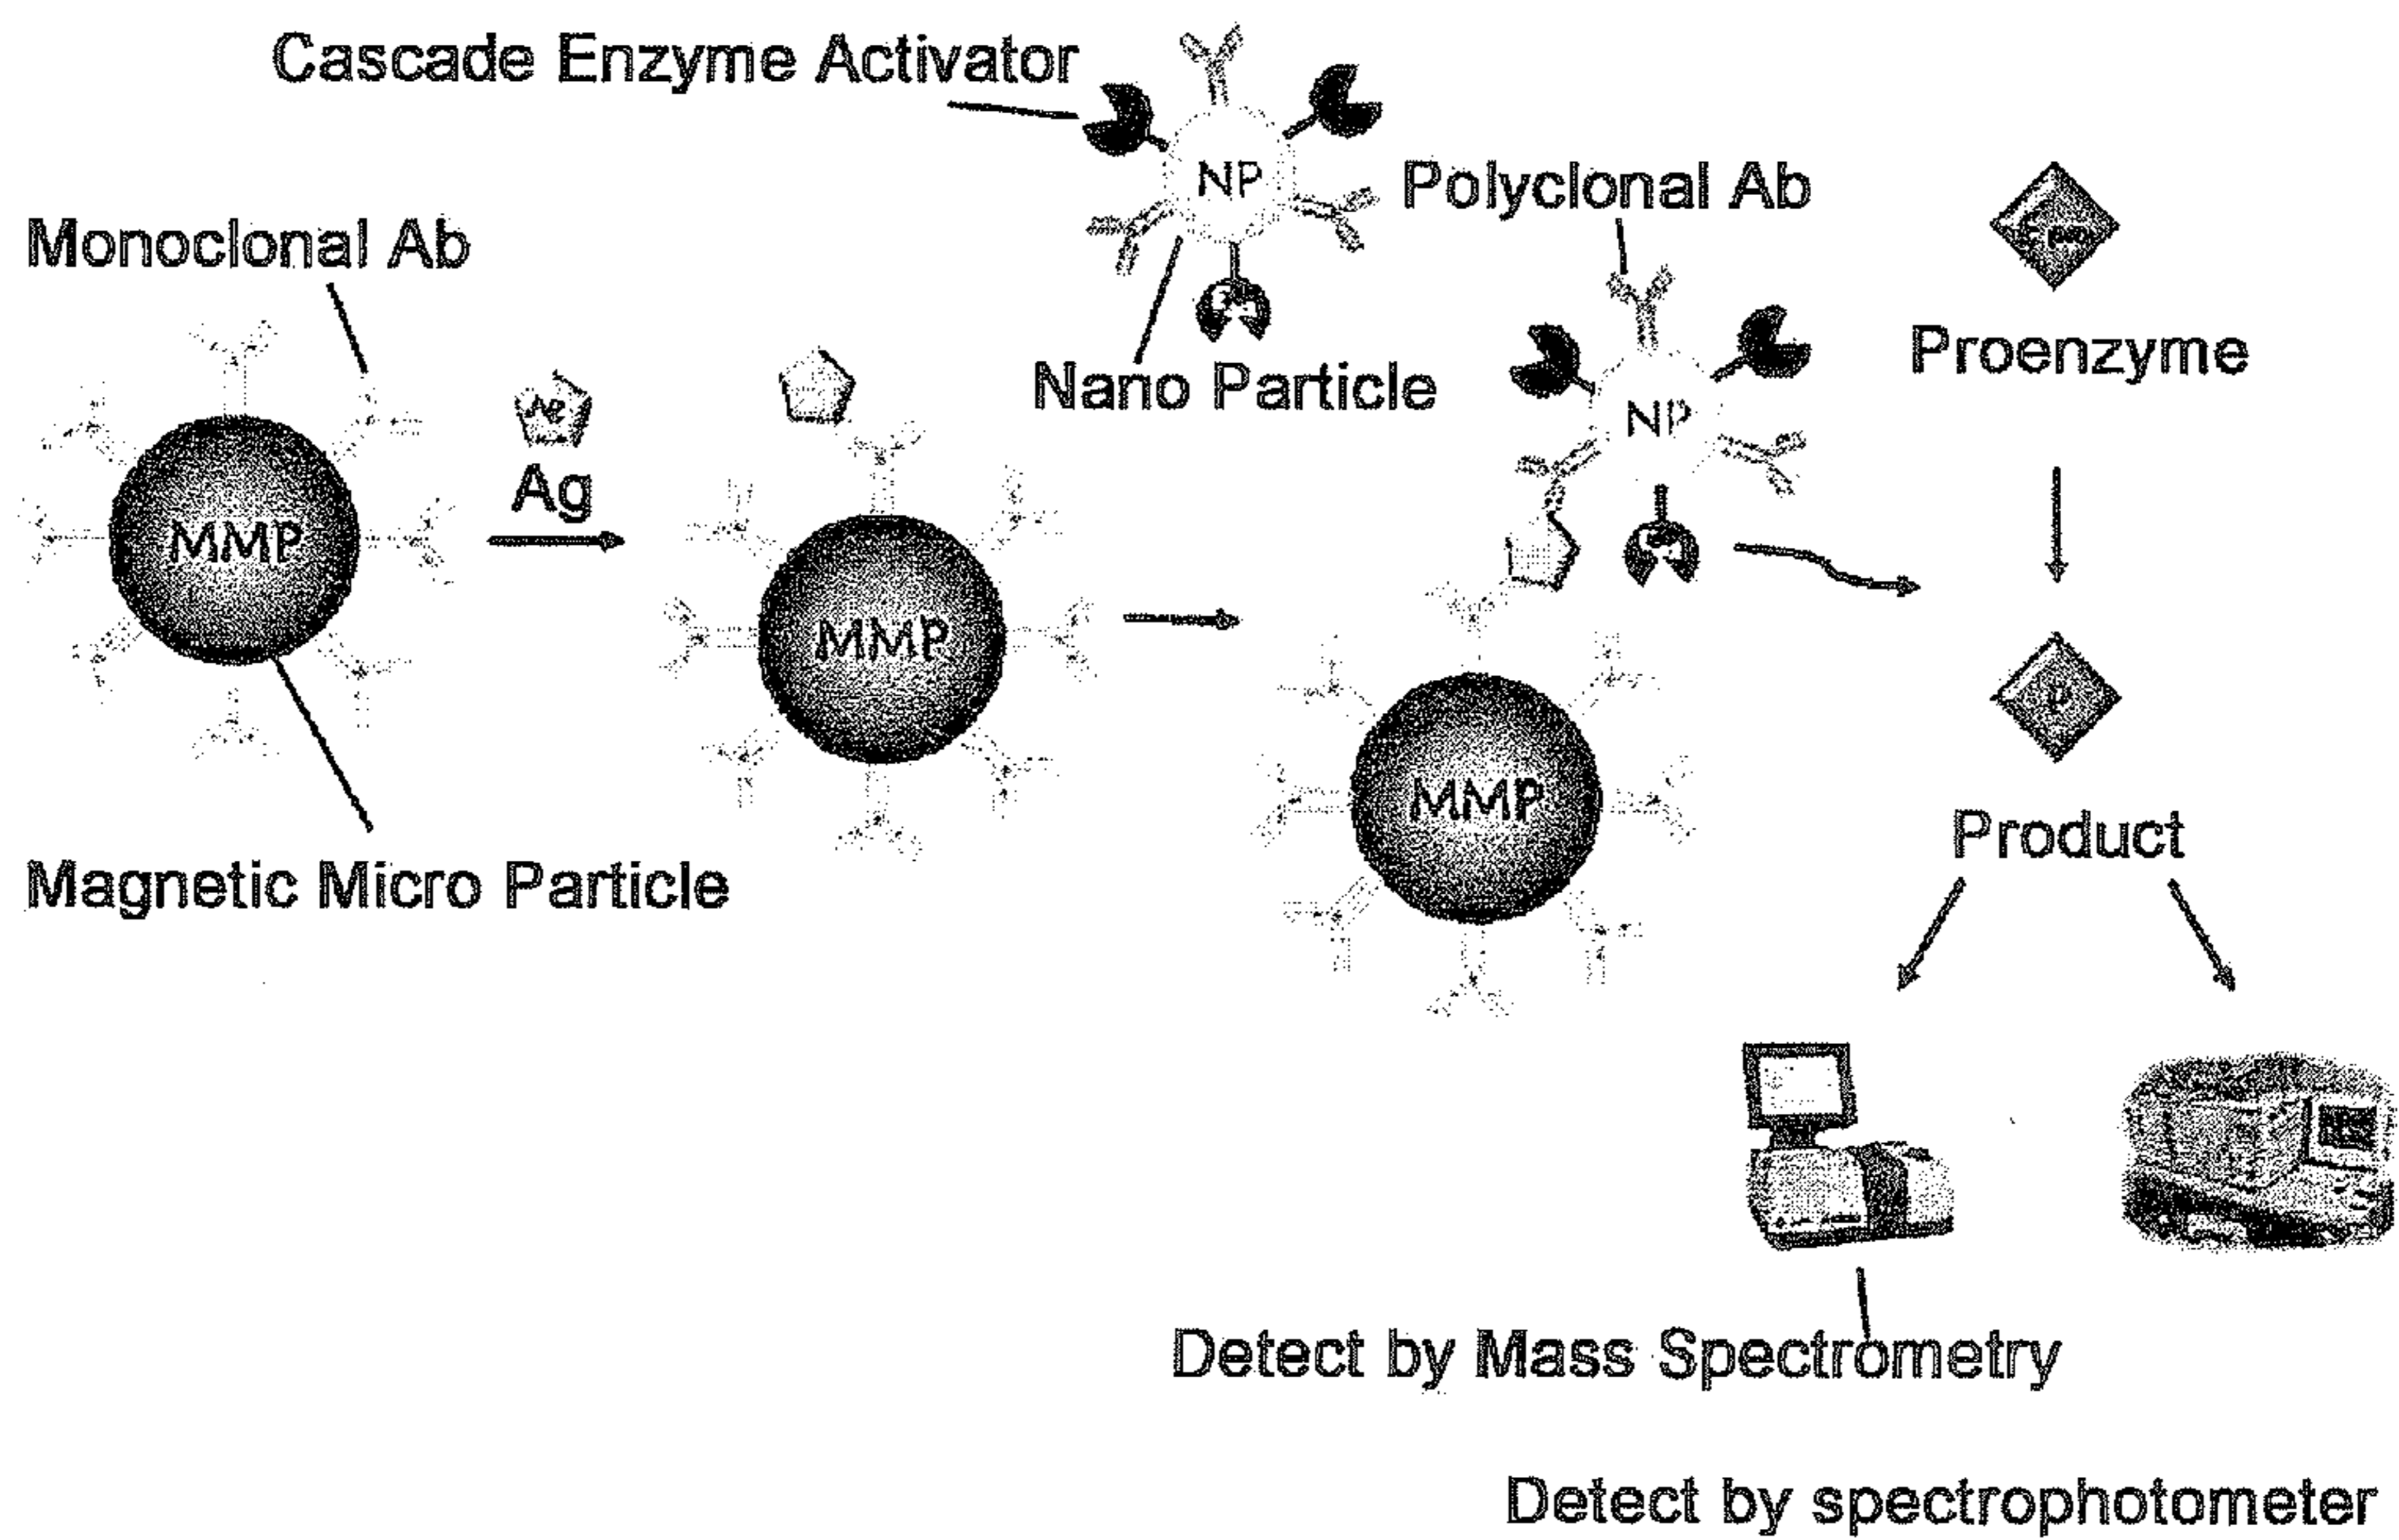 Cascade Enzyme Activator
NP
Polyclonal Ab
Monoclonal Ab
Proenzyme
Nano Particle
NP
Ag
MMP
MMP
P
MMP
Product
Magnetic Micro Particle
Detect by Mass Spectrometry
Detect by spectrophotometer